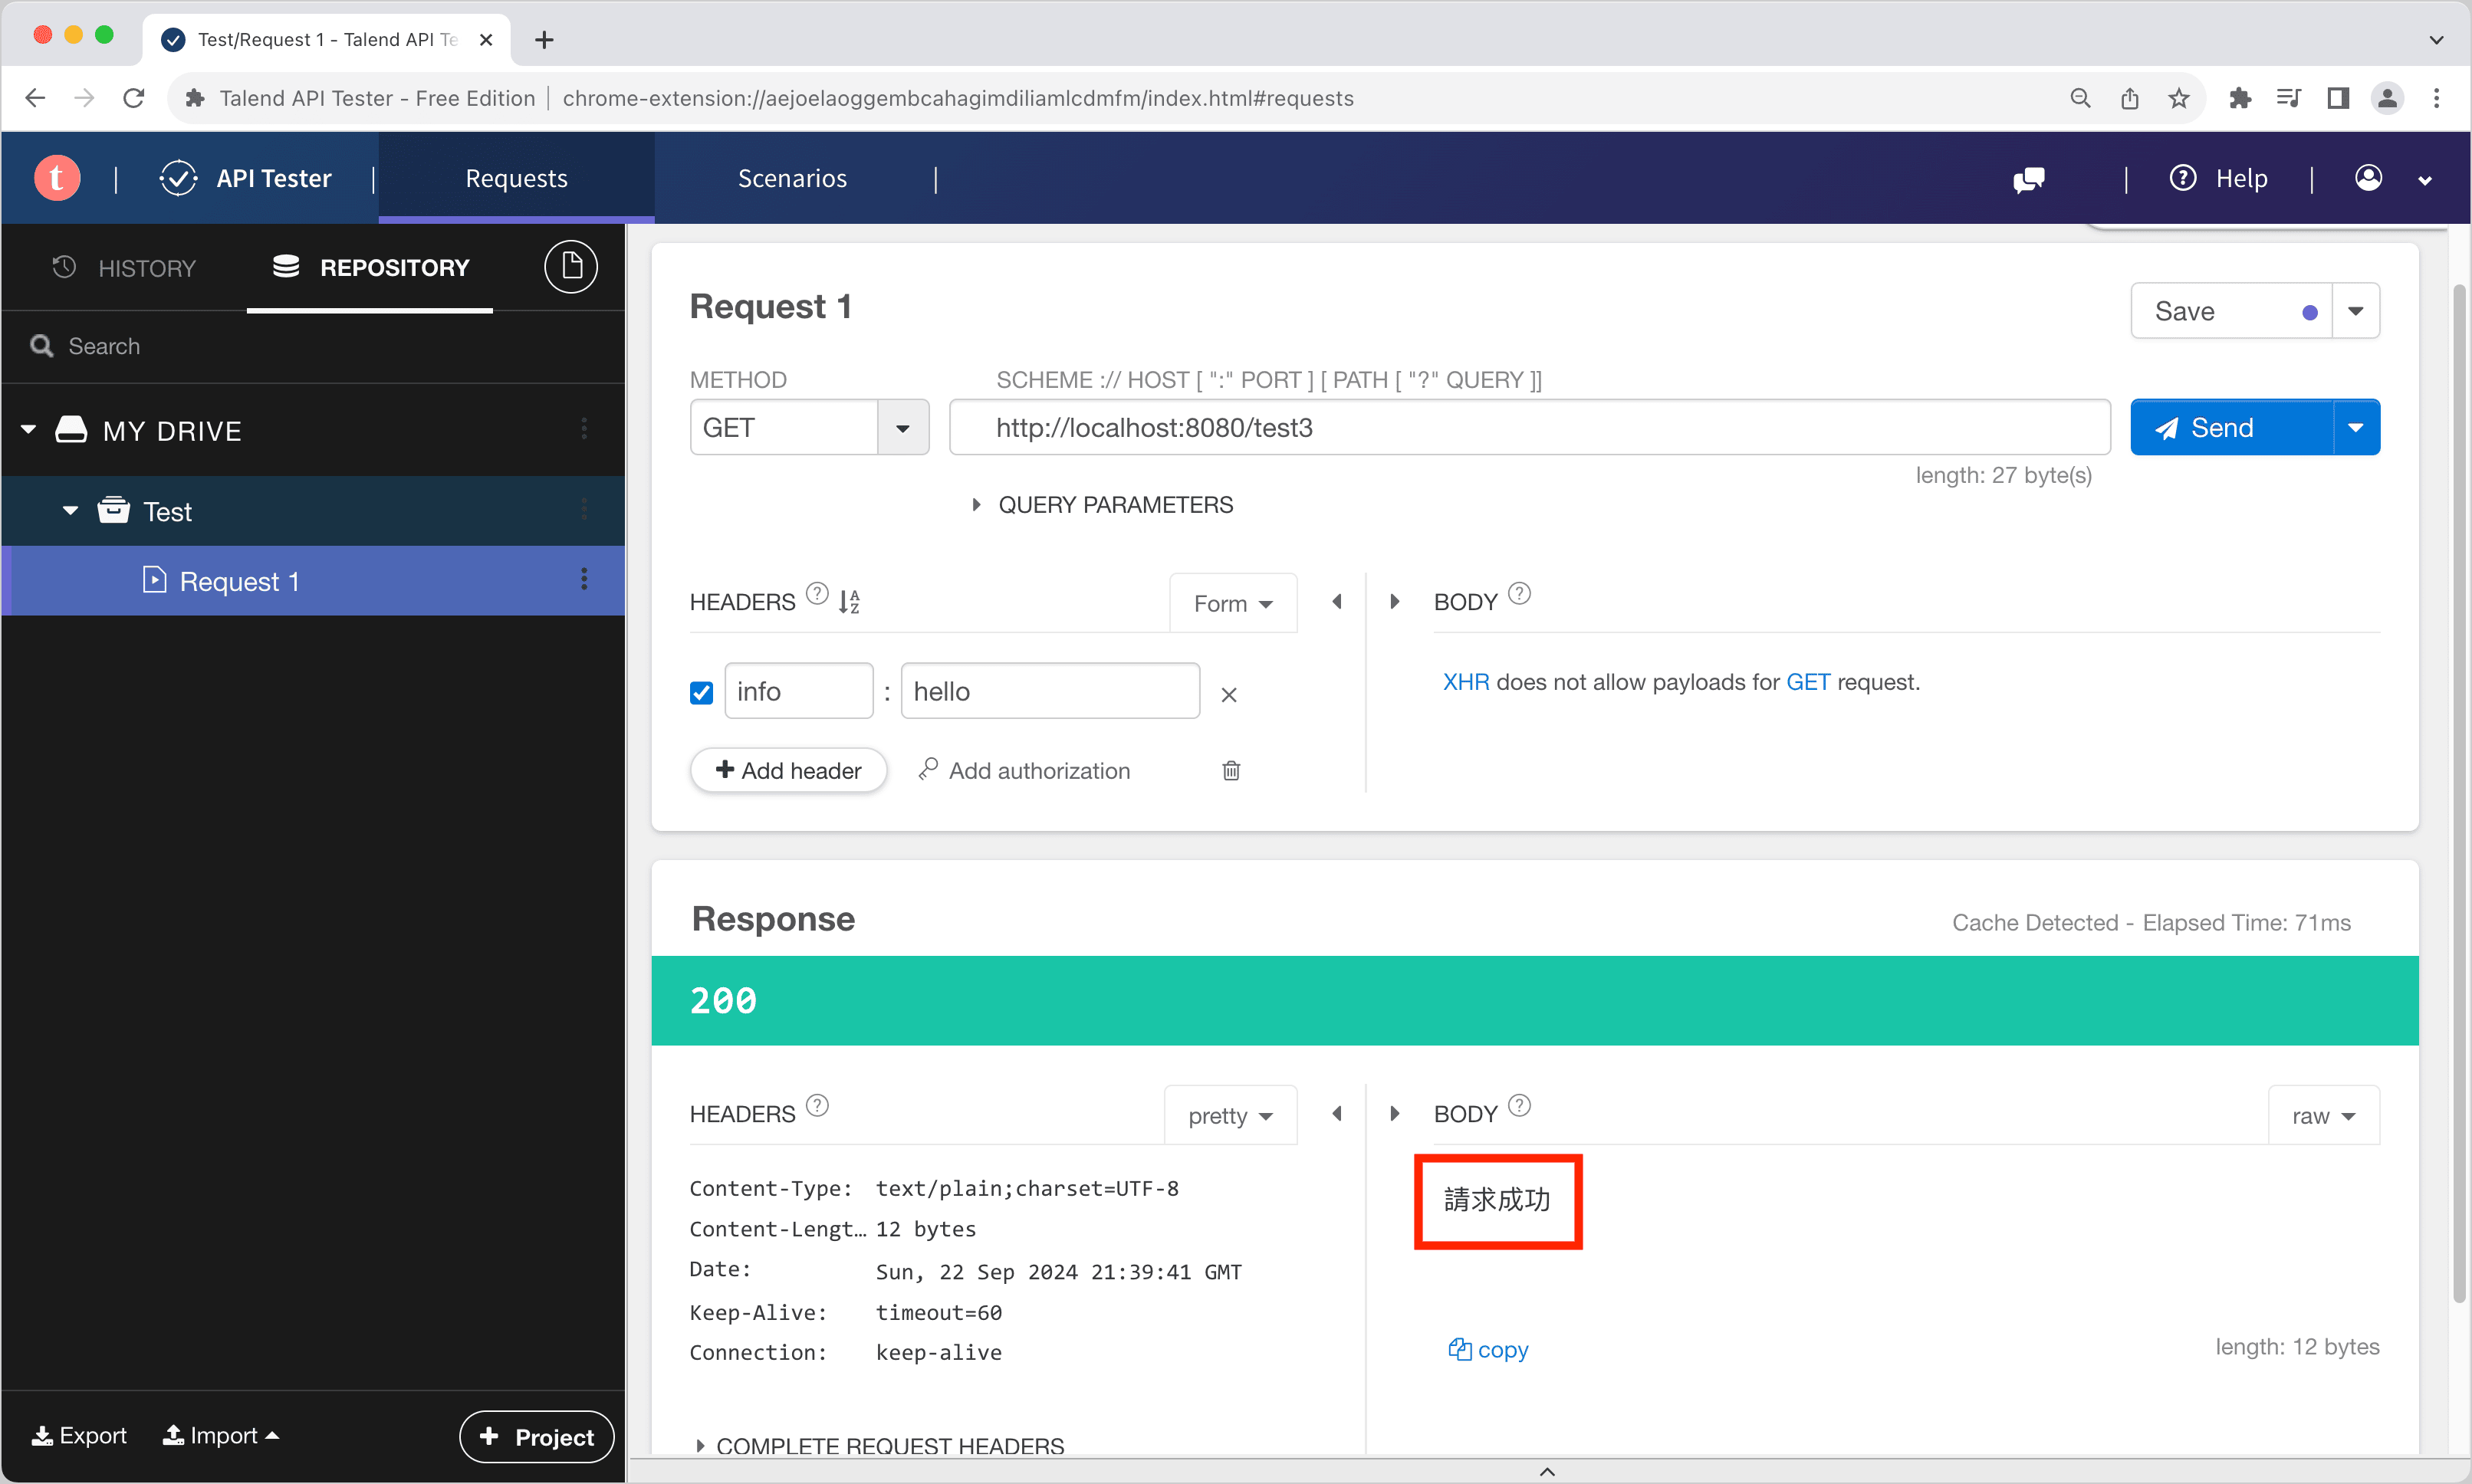 Test/Request 1 - Talend API Te
Talend API Tester - Free Edition
chrome-extension://aejoelaoggembcahagimdiliamlcdmfm/index.html#requests
t
API Tester
Requests
Scenarios
Help
HISTORY
REPOSITORY
Search
MY DRIVE
Test
Request 1
Export
Import
Project
Request 1
Save
METHOD
SCHEME :// HOST [ ":" PORT ] [ PATH [ "?" QUERY ]]
GET
http://localhost:8080/test3
Send
length: 27 byte(s)
QUERY PARAMETERS
HEADERS
Form
BODY
info : hello
XHR does not allow payloads for GET request.
Add header
Add authorization
Response
Cache Detected - Elapsed Time: 71ms
200
HEADERS
pretty
BODY
raw
Content-Type: text/plain;charset=UTF-8
Content-Lengt… 12 bytes
Date: Sun, 22 Sep 2024 21:39:41 GMT
Keep-Alive: timeout=60
Connection: keep-alive
請求成功
copy
length: 12 bytes
COMPLETE REQUEST HEADERS